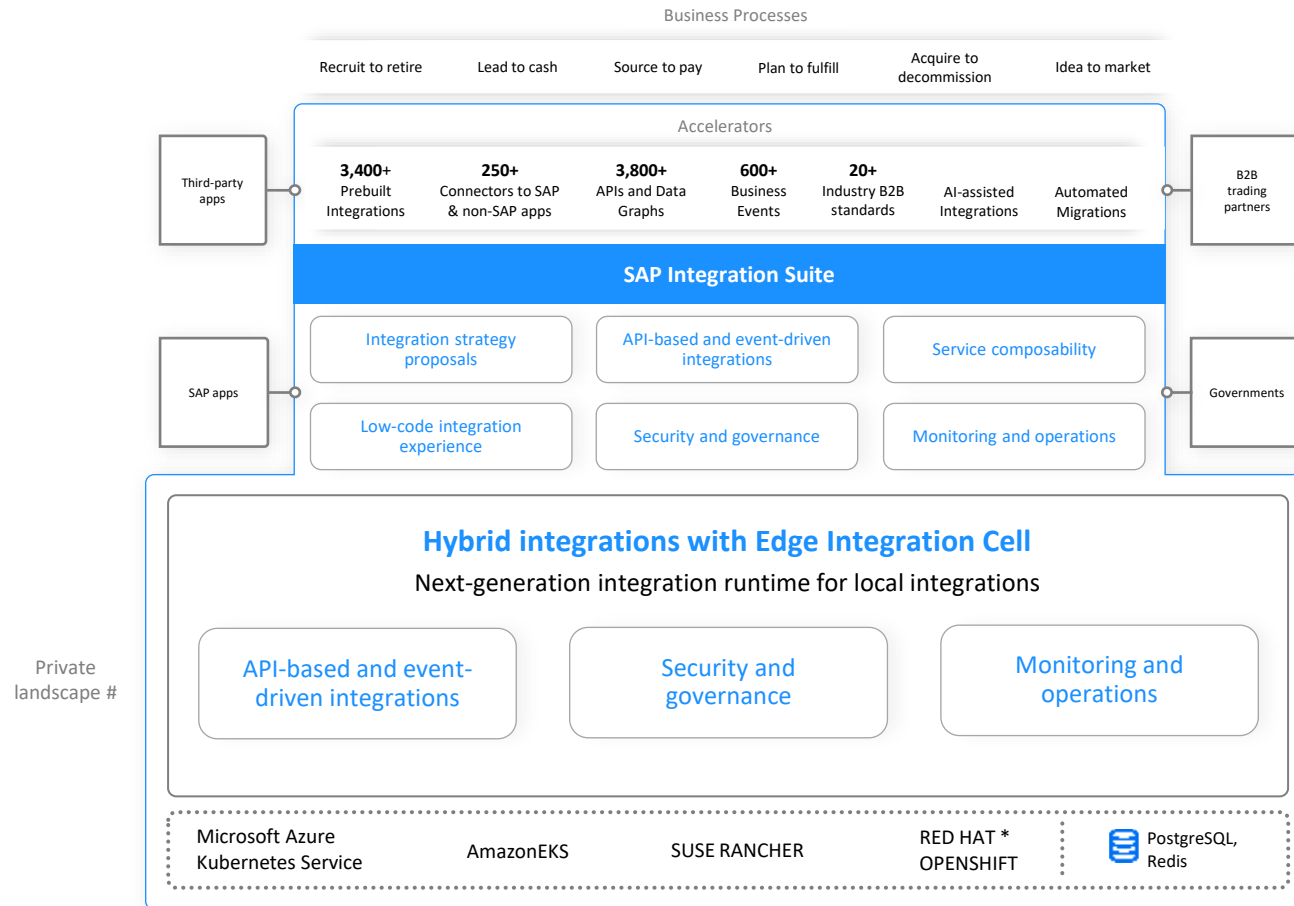 Business Processes
Recruit to retire
Lead to cash
Source to pay
Plan to fulfill
Acquire to
decommission
Idea to market
Accelerators
Third-party
apps
3,400+
Prebuilt
Integrations
250+
Connectors to SAP
& non-SAP apps
3,800+
APIs and Data
Graphs
600+
Business
Events
20+
Industry B2B
standards
AI-assisted
Integrations
Automated
Migrations
B2B
trading
partners
SAP Integration Suite
SAP apps
Integration strategy
proposals
API-based and event-driven
integrations
Service composability
Low-code integration
experience
Security and governance
Monitoring and operations
Governments
Private
landscape #
Hybrid integrations with Edge Integration Cell
Next-generation integration runtime for local integrations
API-based and event-
driven integrations
Security and
governance
Monitoring and
operations
Microsoft Azure
Kubernetes Service
AmazonEKS
SUSE RANCHER
RED HAT *
OPENSHIFT
PostgreSQL,
Redis